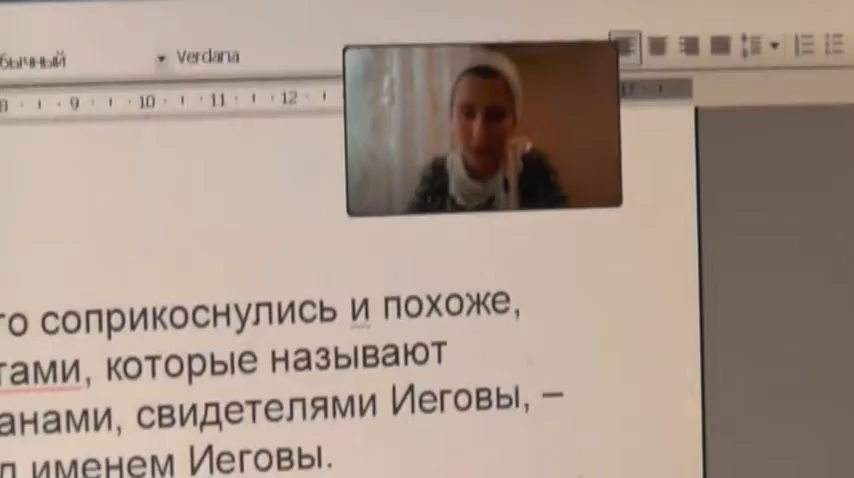 бычный Verdana
8 9 10 11 12 17
го соприкоснулись и похоже,
тами, которые называют
анами, свидетелями Иеговы, –
д именем Иеговы.